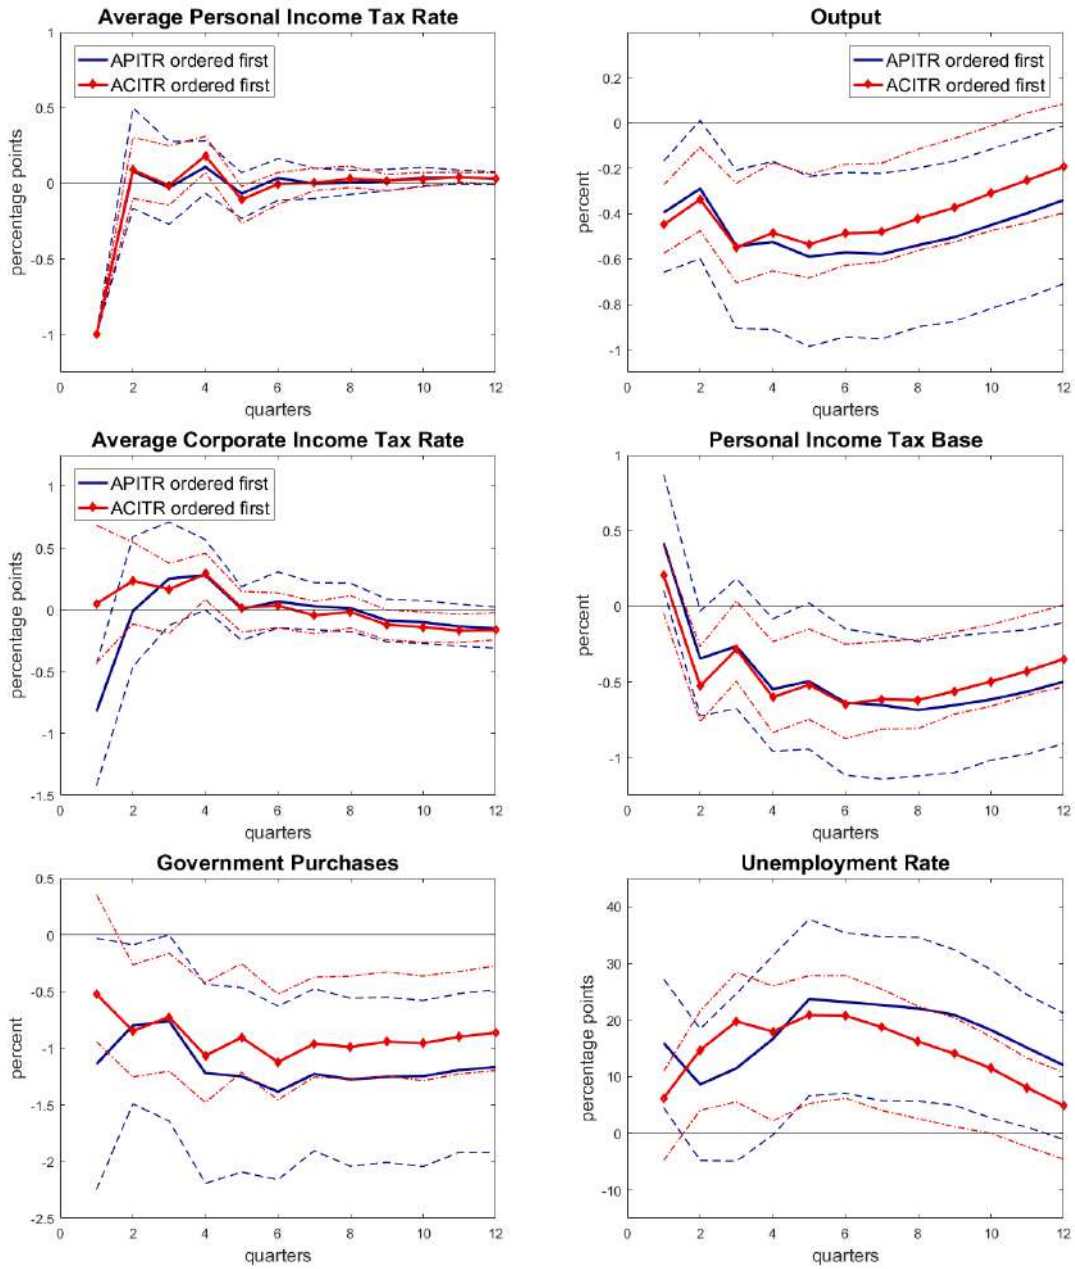 Average Personal Income Tax Rate
1
0.5
0
-0.5
-1
percentage points
APITR ordered first
ACITR ordered first
0 2 4 6 8 10 12
quarters
Output
0.2
0
-0.2
-0.4
-0.6
-0.8
-1
percent
APITR ordered first
ACITR ordered first
0 2 4 6 8 10 12
quarters
Average Corporate Income Tax Rate
1
0.5
0
-0.5
-1
-1.5
percentage points
APITR ordered first
ACITR ordered first
0 2 4 6 8 10 12
quarters
Personal Income Tax Base
1
0.5
0
-0.5
-1
percent
0 2 4 6 8 10 12
quarters
Government Purchases
0.5
0
-0.5
-1
-1.5
-2
-2.5
percent
0 2 4 6 8 10 12
quarters
Unemployment Rate
40
30
20
10
0
-10
percentage points
0 2 4 6 8 10 12
quarters